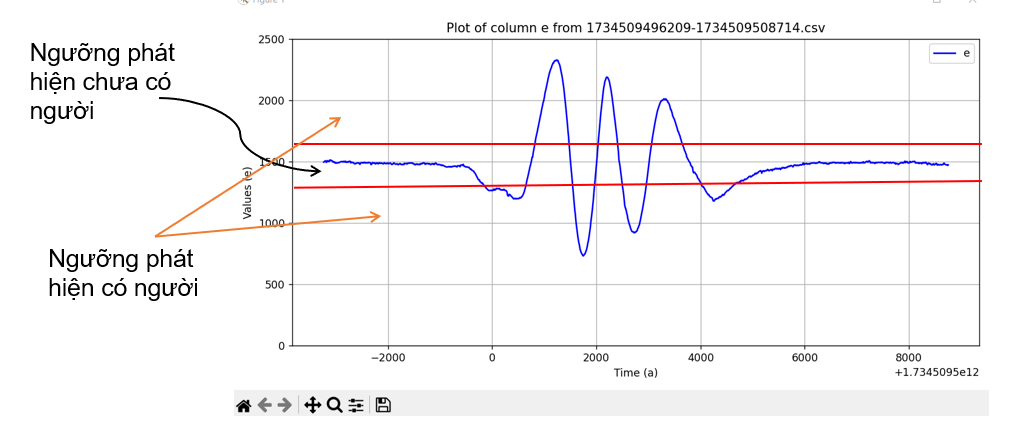 Figure 1
Plot of column e from 1734509496209-1734509508714.csv
Ngưỡng phát
hiện chưa có
người
Ngưỡng phát
hiện có người
e
2500
2000
1500
1000
500
0
Values (e)
−2000
0
2000
4000
6000
8000
Time (a)
+1.7345095e12